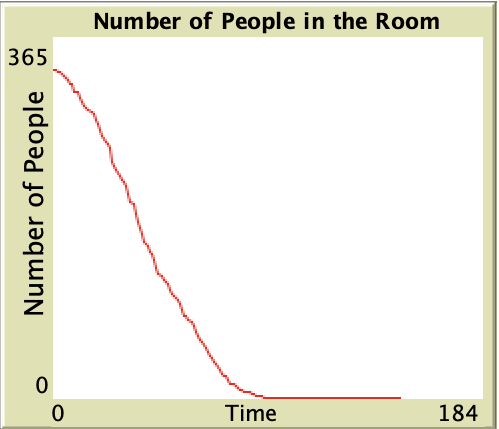 Number of People in the Room
365
Number of People
0
0 Time 184